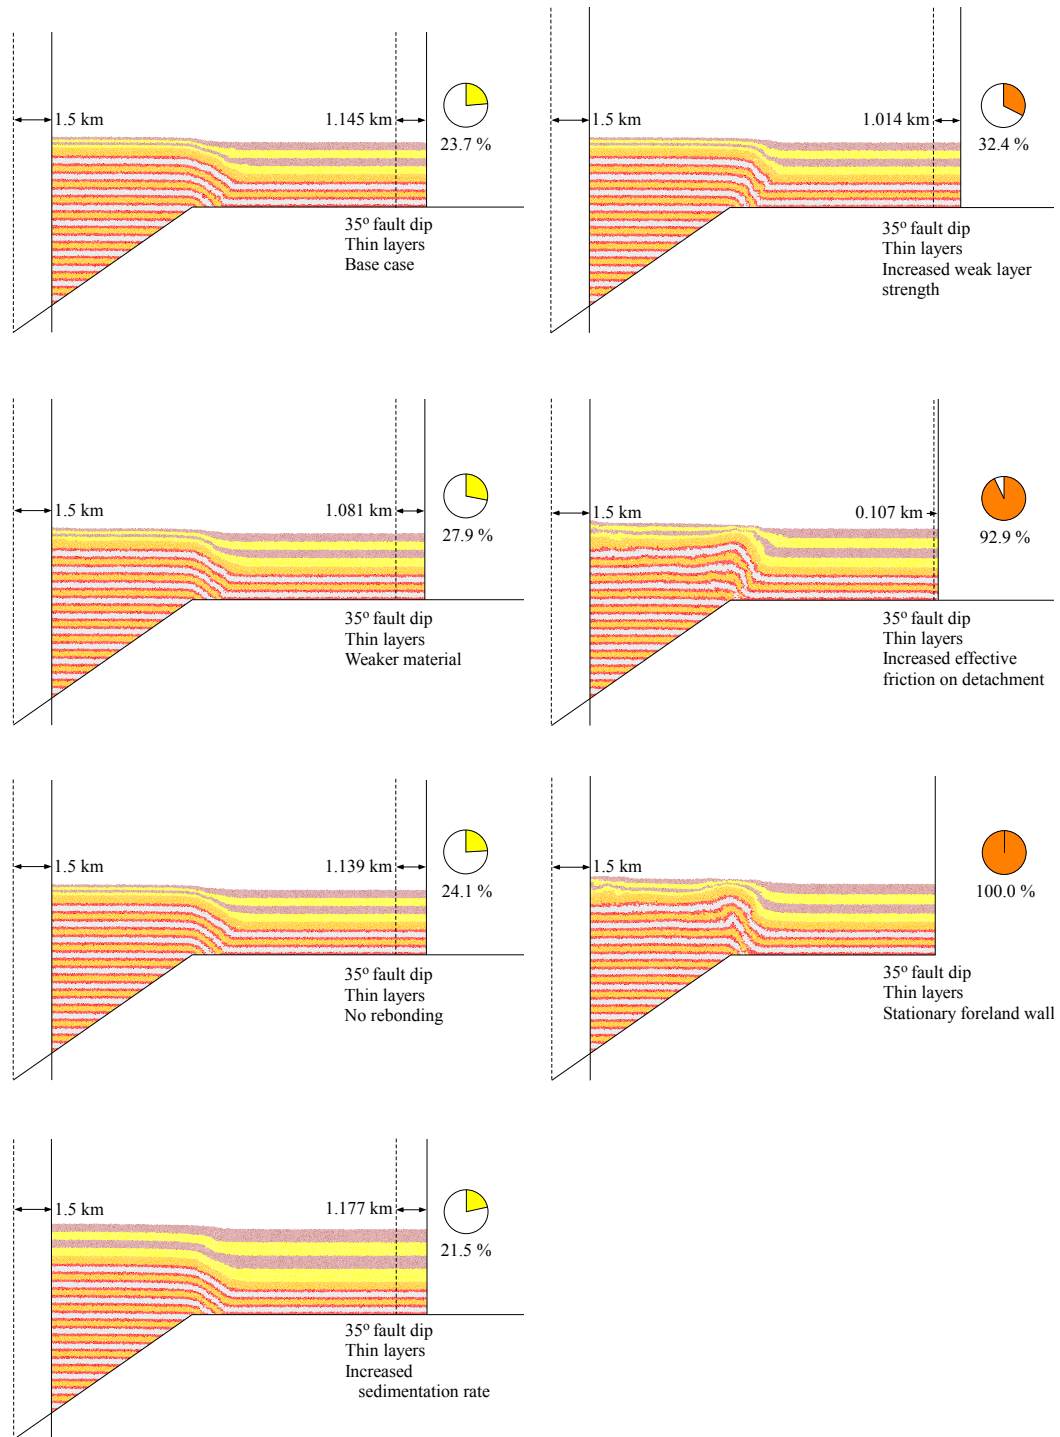 1.5 km
1.145 km
23.7 %
35º fault dip
Thin layers
Base case
1.5 km
1.014 km
32.4 %
35º fault dip
Thin layers
Increased weak layer
strength
1.5 km
1.081 km
27.9 %
35º fault dip
Thin layers
Weaker material
1.5 km
0.107 km
92.9 %
35º fault dip
Thin layers
Increased effective
friction on detachment
1.5 km
1.139 km
24.1 %
35º fault dip
Thin layers
No rebonding
1.5 km
100.0 %
35º fault dip
Thin layers
Stationary foreland wall
1.5 km
1.177 km
21.5 %
35º fault dip
Thin layers
Increased
sedimentation rate